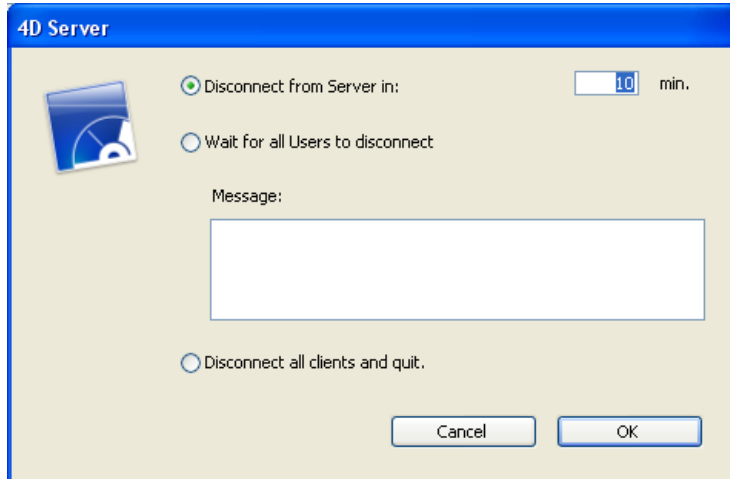 4D Server
Disconnect from Server in: 10 min.
Wait for all Users to disconnect
Message:
Disconnect all clients and quit.
Cancel OK